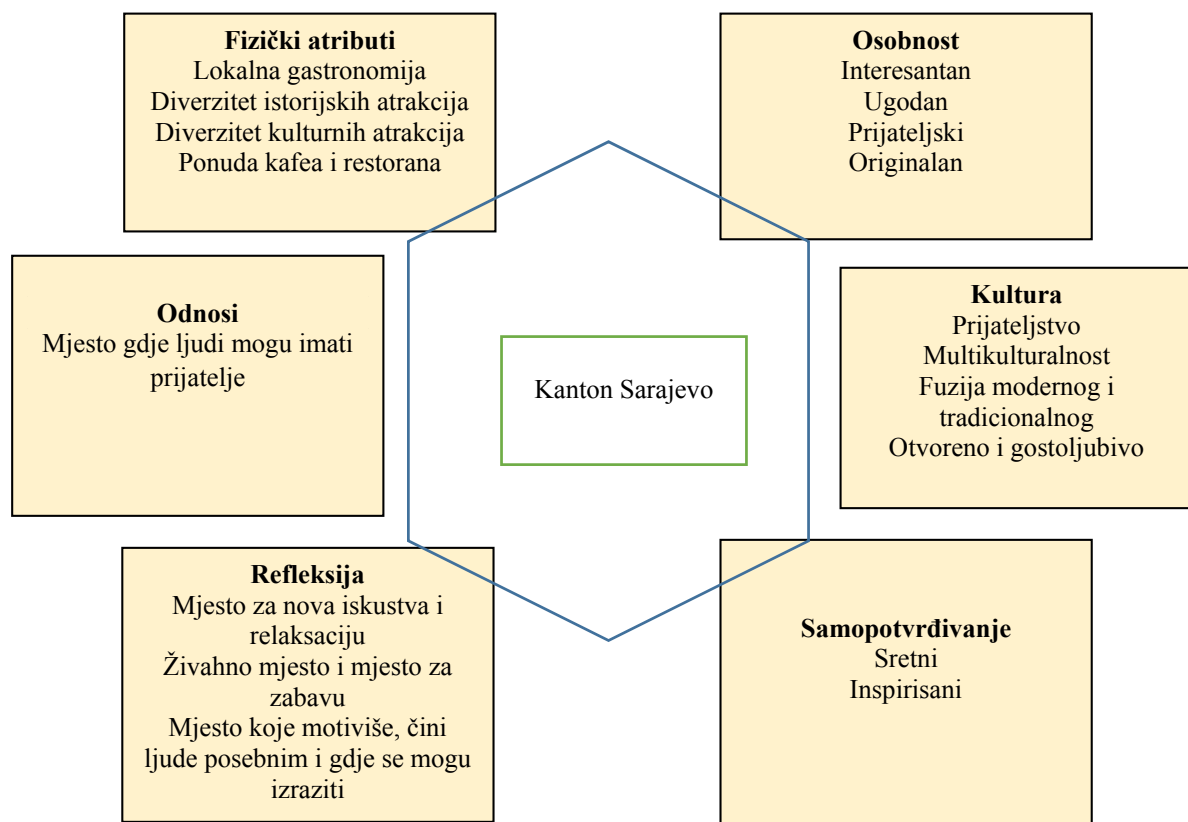 Fizički atributi
Lokalna gastronomija
Diverzitet istorijskih atrakcija
Diverzitet kulturnih atrakcija
Ponuda kafea i restorana
Osobnost
Interesantan
Ugodan
Prijateljski
Originalan
Odnosi
Mjesto gdje ljudi mogu imati
prijatelje
Kanton Sarajevo
Kultura
Prijateljstvo
Multikulturalnost
Fuzija modernog i
tradicionalnog
Otvoreno i gostoljubivo
Refleksija
Mjesto za nova iskustva i
relaksaciju
Živahno mjesto i mjesto za
zabavu
Mjesto koje motiviše, čini
ljude posebnim i gdje se mogu
izraziti
Samopotvrđivanje
Sretni
Inspirisani